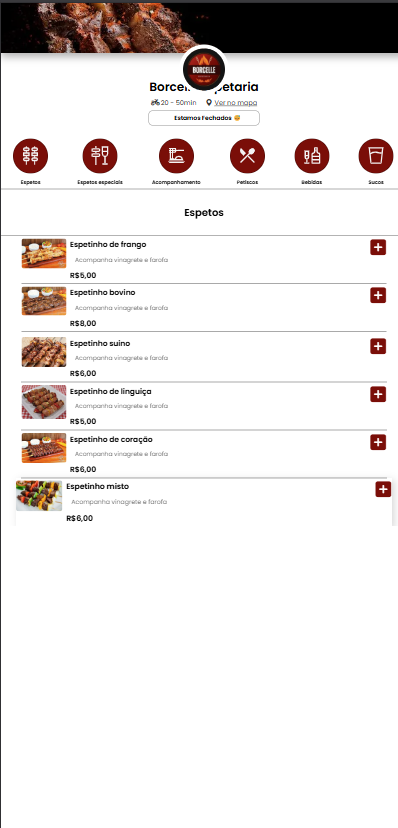 BORCELLE
Borcel petaria
20 - 50min Ver no mapa
Estamos Fechados 😴
Espetos Espetos especiais Acompanhamento Petiscos Bebidas Sucos
Espetos
Espetinho de frango
Acompanha vinagrete e farofa
R$5,00
Espetinho bovino
Acompanha vinagrete e farofa
R$8,00
Espetinho suíno
Acompanha vinagrete e farofa
R$6,00
Espetinho de linguiça
Acompanha vinagrete e farofa
R$5,00
Espetinho de coração
Acompanha vinagrete e farofa
R$6,00
Espetinho misto
Acompanha vinagrete e farofa
R$6,00